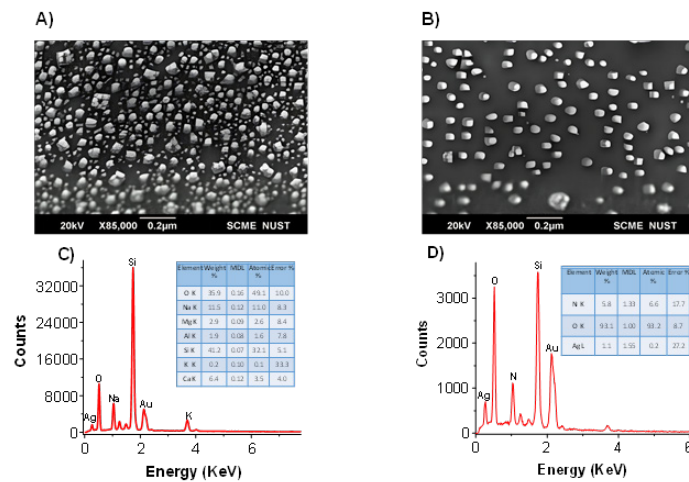 A)
B)
20kV X85,000 0.2μm SCME NUST
20kV X85,000 0.2μm SCME NUST
C)
Si
36000
24000
16000
8000
0
Counts
Ag
O
Na
Au
K
0 2 4 6
Energy (KeV)
Element Weight % MDL Atomic % Error %
O K 35.9 0.16 49.1 10.0
Na K 11.5 0.12 11.0 8.3
Mg K 2.9 0.09 2.6 8.4
Al K 1.9 0.08 1.6 7.8
Si K 41.2 0.07 32.1 5.1
K K 0.2 0.10 0.1 33.3
Ca K 6.4 0.12 3.5 4.0
D)
Si
O
3000
2000
1000
0
Counts
Ag
N
Au
0 2 4 6
Energy (KeV)
Element Weight % MDL Atomic % Error %
N K 5.8 1.33 6.6 17.7
O K 93.1 1.00 93.2 8.7
Ag L 1.1 1.55 0.2 27.2